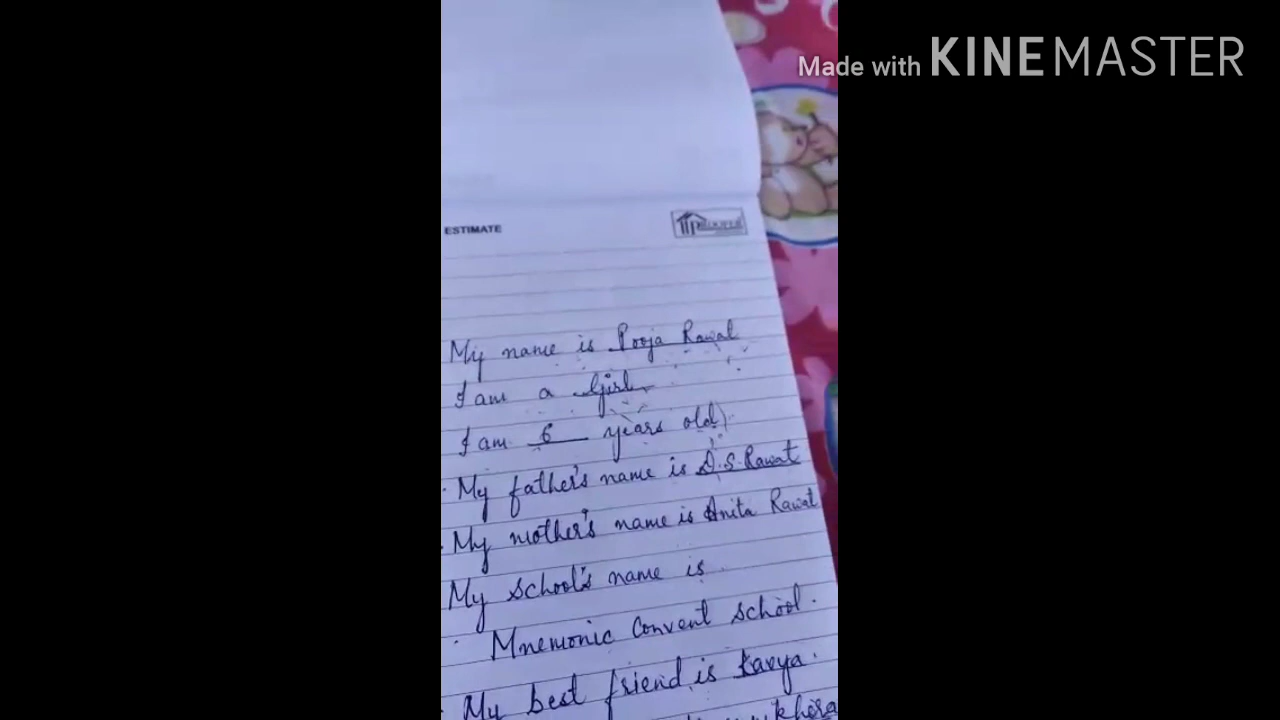 Made with KINEMASTER
ESTIMATE
My name is Pooja Rawat
I am a Girl
I am 6 years old
My father's name is D.S. Rawat
My mother's name is Anita Rawat
My school's name is
Mnemonic Convent School.
My best friend is Kavya.